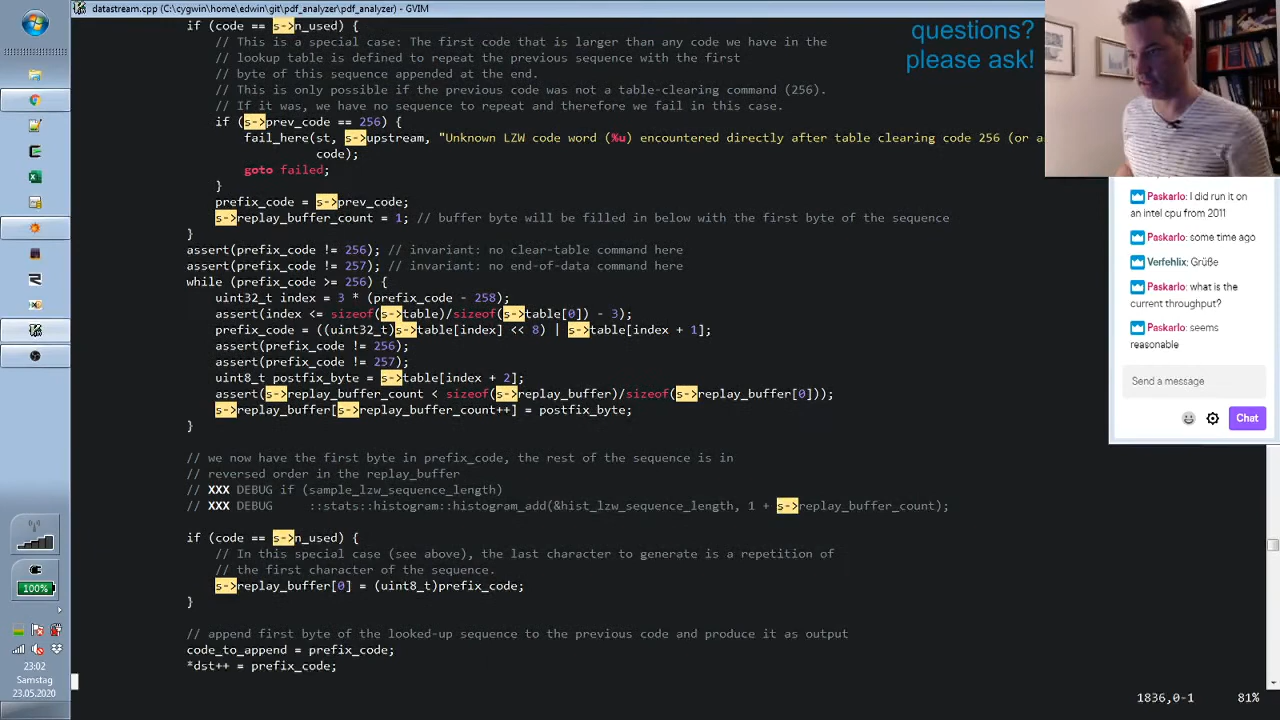 datastream.cpp (C:\cygwin\home\edwin\git\pdf_analyzer\pdf_analyzer) - GVIM
if (code == s->n_used) {
// This is a special case: The first code that is larger than any code we have in the
// lookup table is defined to repeat the previous sequence with the first
// byte of this sequence appended at the end.
// This is only possible if the previous code was not a table-clearing command (256).
// If it was, we have no sequence to repeat and therefore we fail in this case.
if (s->prev_code == 256) {
fail_here(st, s->upstream, "Unknown LZW code word (%u) encountered directly after table clearing code 256 (or a
code);
goto failed;
}
prefix_code = s->prev_code;
s->replay_buffer_count = 1; // buffer byte will be filled in below with the first byte of the sequence
}
assert(prefix_code != 256); // invariant: no clear-table command here
assert(prefix_code != 257); // invariant: no end-of-data command here
while (prefix_code >= 256) {
uint32_t index = 3 * (prefix_code - 258);
assert(index <= sizeof(s->table)/sizeof(s->table[0]) - 3);
prefix_code = ((uint32_t)s->table[index] << 8) | s->table[index + 1];
assert(prefix_code != 256);
assert(prefix_code != 257);
uint8_t postfix_byte = s->table[index + 2];
assert(s->replay_buffer_count < sizeof(s->replay_buffer)/sizeof(s->replay_buffer[0]));
s->replay_buffer[s->replay_buffer_count++] = postfix_byte;
}
// we now have the first byte in prefix_code, the rest of the sequence is in
// reversed order in the replay_buffer
// XXX DEBUG if (sample_lzw_sequence_length)
// XXX DEBUG     ::stats::histogram::histogram_add(&hist_lzw_sequence_length, 1 + s->replay_buffer_count);
if (code == s->n_used) {
// In this special case (see above), the last character to generate is a repetition of
// the first character of the sequence.
s->replay_buffer[0] = (uint8_t)prefix_code;
}
// append first byte of the looked-up sequence to the previous code and produce it as output
code_to_append = prefix_code;
*dst++ = prefix_code;
1836,0-1 81%
questions?
please ask!
Paskarlo: I did run it on
an intel cpu from 2011
Paskarlo: some time ago
Verfehlix: Grüße
Paskarlo: what is the
current throughput?
Paskarlo: seems
reasonable
Send a message
Chat
100%
23:02
Samstag
23.05.2020